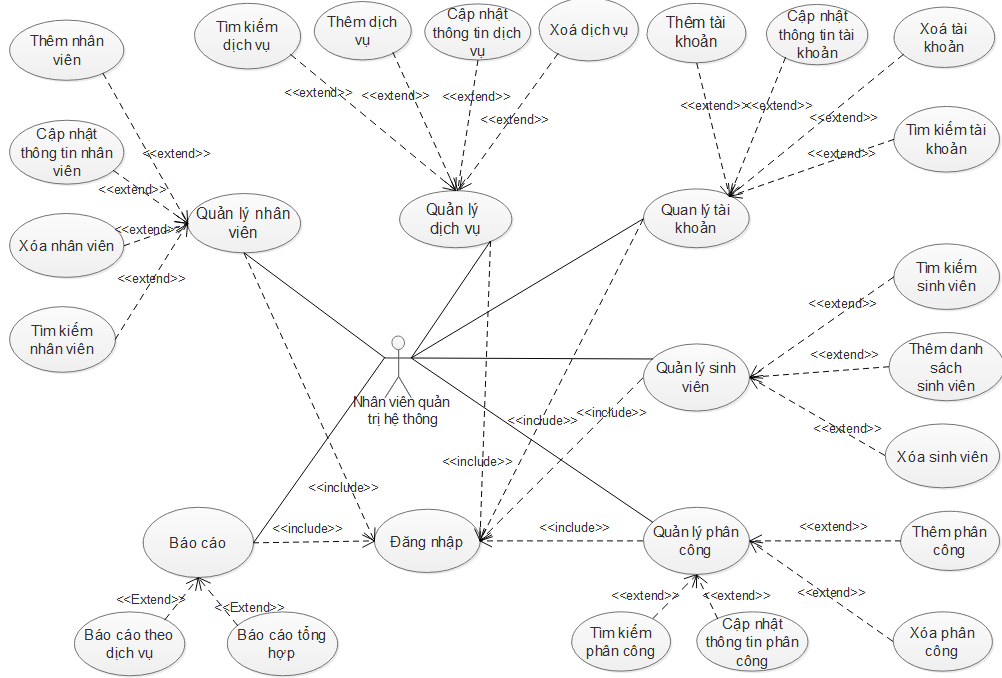 Thêm nhân
viên
Tìm kiếm
dịch vụ
Thêm dịch
vụ
Cập nhật
thông tin dịch
vụ
Xoá dịch vụ
Thêm tài
khoản
Cập nhật
thông tin tài
khoản
Xoá tài
khoản
<<extend>>
<<extend>>
<<extend>>
<<extend>>
<<extend>>
<<extend>>
<<extend>>
<<extend>>
Tìm kiếm tài
khoản
Cập nhật
thông tin nhân
viên
<<extend>>
<<extend>>
<<extend>>
<<extend>>
Xóa nhân viên
Tìm kiếm
nhân viên
Quản lý nhân
viên
Quản lý
dịch vụ
Quan lý tài
khoản
Tìm kiếm
sinh viên
<<extend>>
Thêm danh
sách
sinh viên
<<extend>>
Quản lý sinh
viên
<<extend>>
Xóa sinh viên
Nhân viên quản
trị hệ thông
<<include>>
<<include>>
<<include>>
<<include>>
<<include>>
<<include>>
Báo cáo
Đăng nhập
Quản lý phân
công
<<extend>>
Thêm phân
công
<<Extend>>
<<Extend>>
<<extend>>
<<extend>>
<<extend>>
Báo cáo theo
dịch vụ
Báo cáo tổng
hợp
Tìm kiếm
phân công
Cập nhật
thông tin phân
công
Xóa phân
công